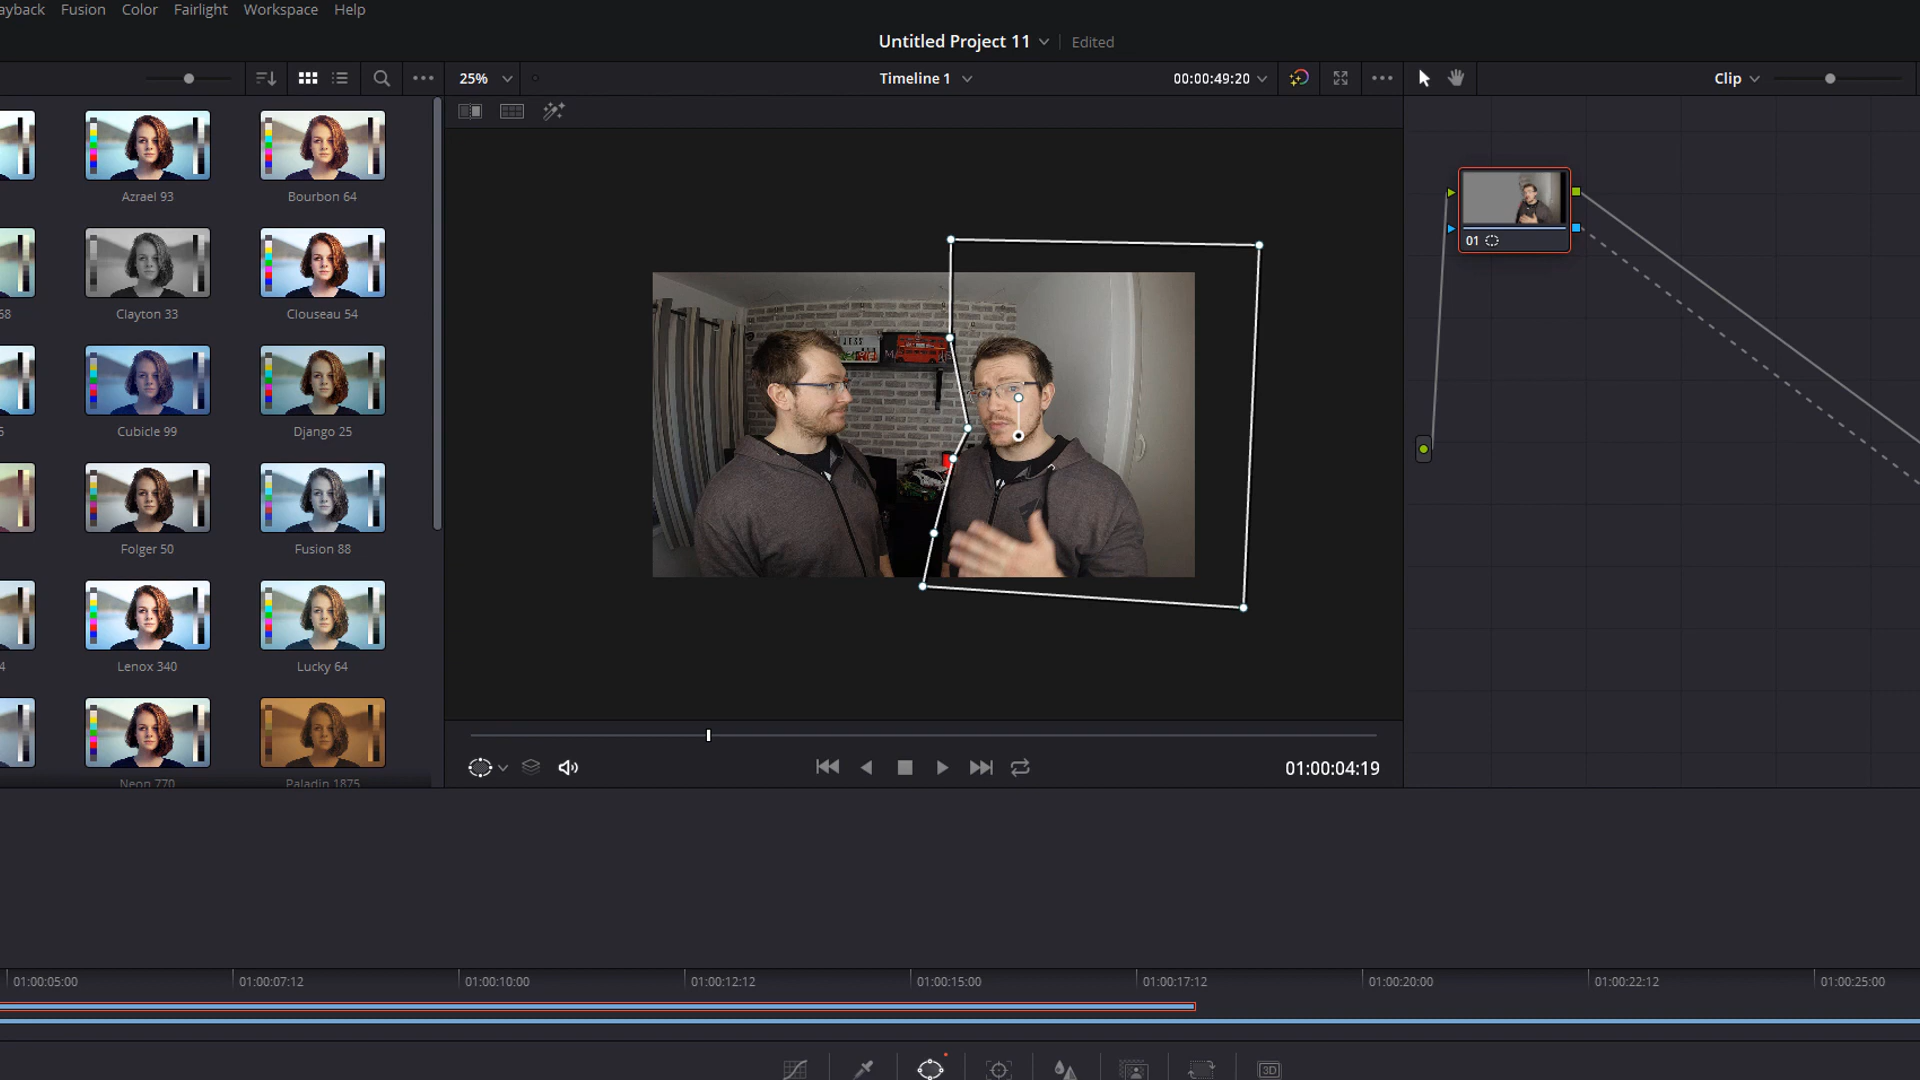 ayback Fusion Color Fairlight Workspace Help
Untitled Project 11 Edited
25% Timeline 1 00:00:49:20 Clip
Azrael 93 Bourbon 64
68 Clayton 33 Clouseau 54
5 Cubicle 99 Django 25
Folger 50 Fusion 88
4 Lenox 340 Lucky 64
Neon 770 Paladin 1875
01
01:00:04:19
01:00:05:00 01:00:07:12 01:00:10:00 01:00:12:12 01:00:15:00 01:00:17:12 01:00:20:00 01:00:22:12 01:00:25:00
3D